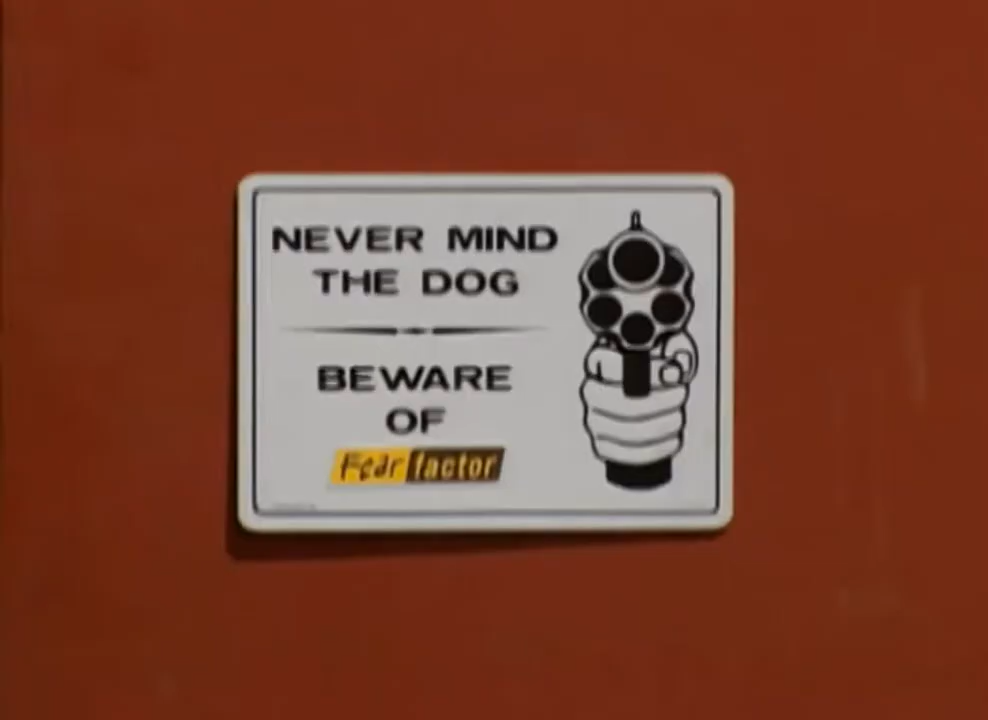 NEVER MIND
THE DOG
BEWARE
OF
Fear factor